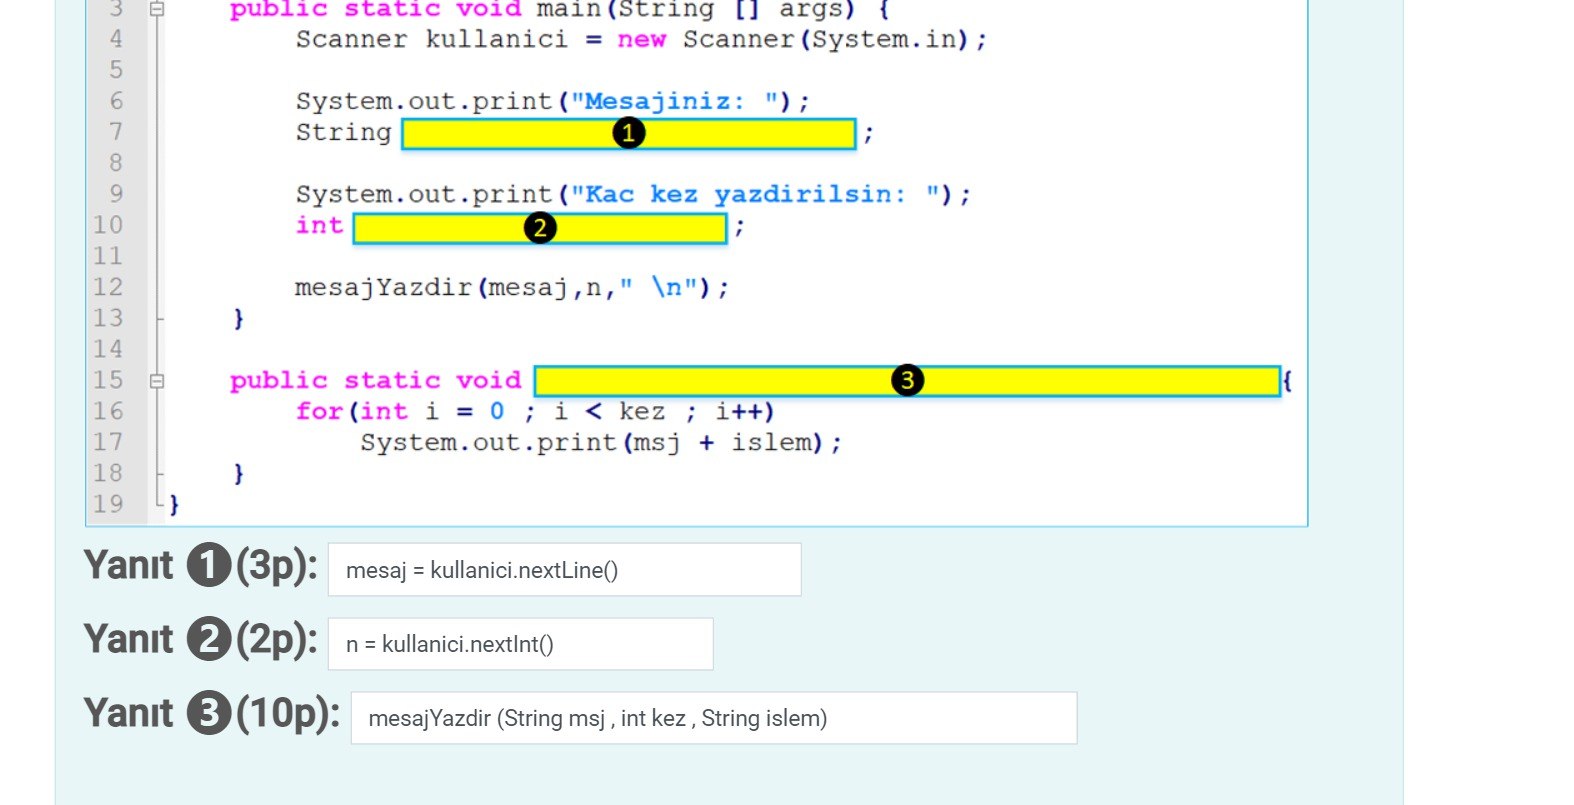 3 public static void main(String [] args) {
4 Scanner kullanici = new Scanner(System.in);
5
6 System.out.print("Mesajiniz: ");
7 String 1 ;
8
9 System.out.print("Kac kez yazdirilsin: ");
10 int 2 ;
11
12 mesajYazdir(mesaj,n," \n");
13 }
14
15 public static void 3 {
16 for(int i = 0 ; i < kez ; i++)
17 System.out.print(msj + islem);
18 }
19 }
Yanıt 1 (3p): mesaj = kullanici.nextLine()
Yanıt 2 (2p): n = kullanici.nextInt()
Yanıt 3 (10p): mesajYazdir (String msj , int kez , String islem)